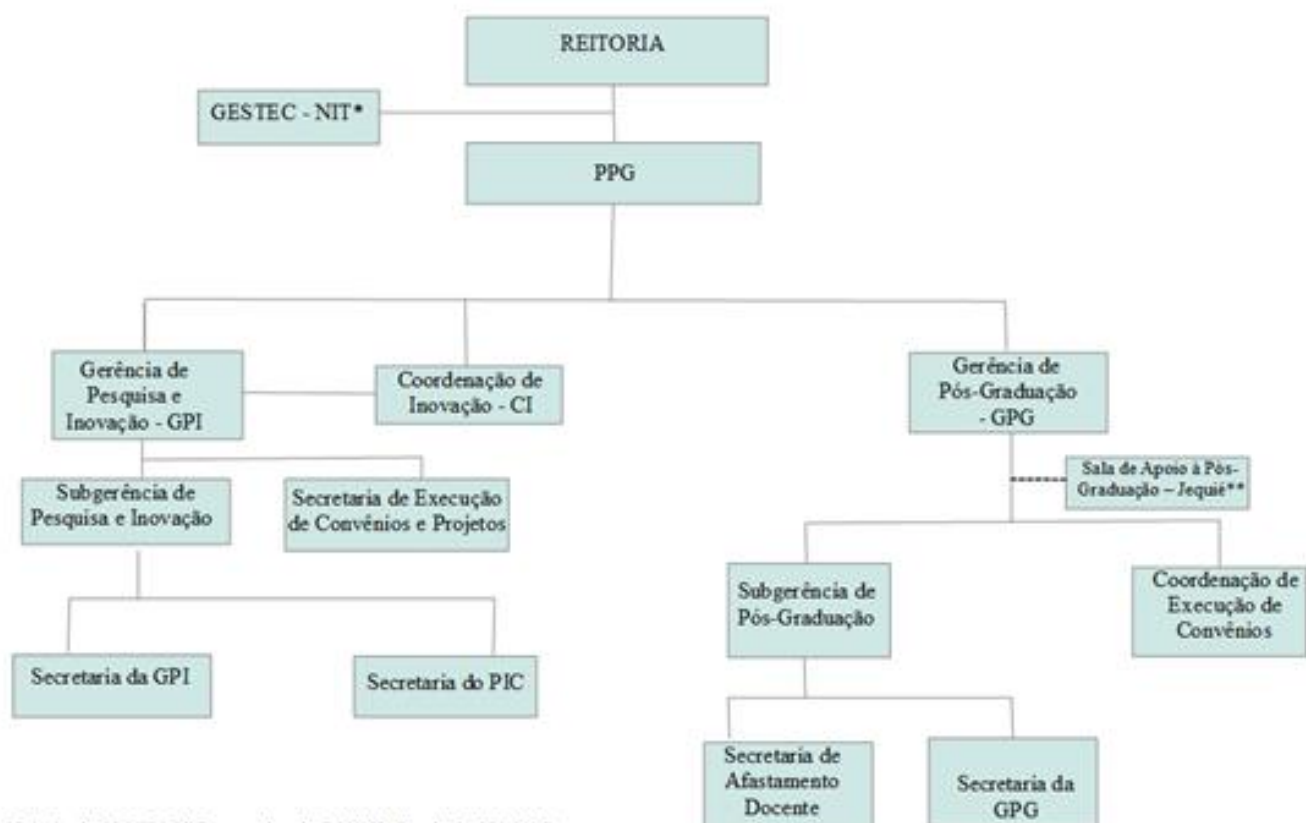 REITORIA
GESTEC - NIT*
PPG
Gerência de
Pesquisa e
Inovação - GPI
Coordenação de
Inovação - CI
Gerência de
Pós-Graduação
- GPG
Sala de Apoio à Pós-
Graduação – Jequié**
Subgerência de
Pesquisa e Inovação
Secretaria de Execução
de Convênios e Projetos
Subgerência de
Pós-Graduação
Coordenação de
Execução de
Convênios
Secretaria da GPI
Secretaria do PIC
Secretaria de
Afastamento
Docente
Secretaria da
GPG